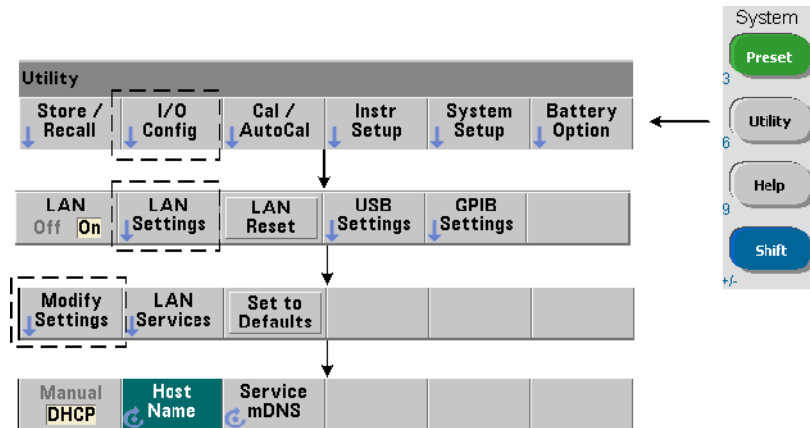 System
Preset
3
Utility
6
Help
9
Shift
+/-
Utility
Store / Recall
I/O Config
Cal / AutoCal
Instr Setup
System Setup
Battery Option
LAN Off On
LAN Settings
LAN Reset
USB Settings
GPIB Settings
Modify Settings
LAN Services
Set to Defaults
Manual DHCP
Host Name
Service mDNS